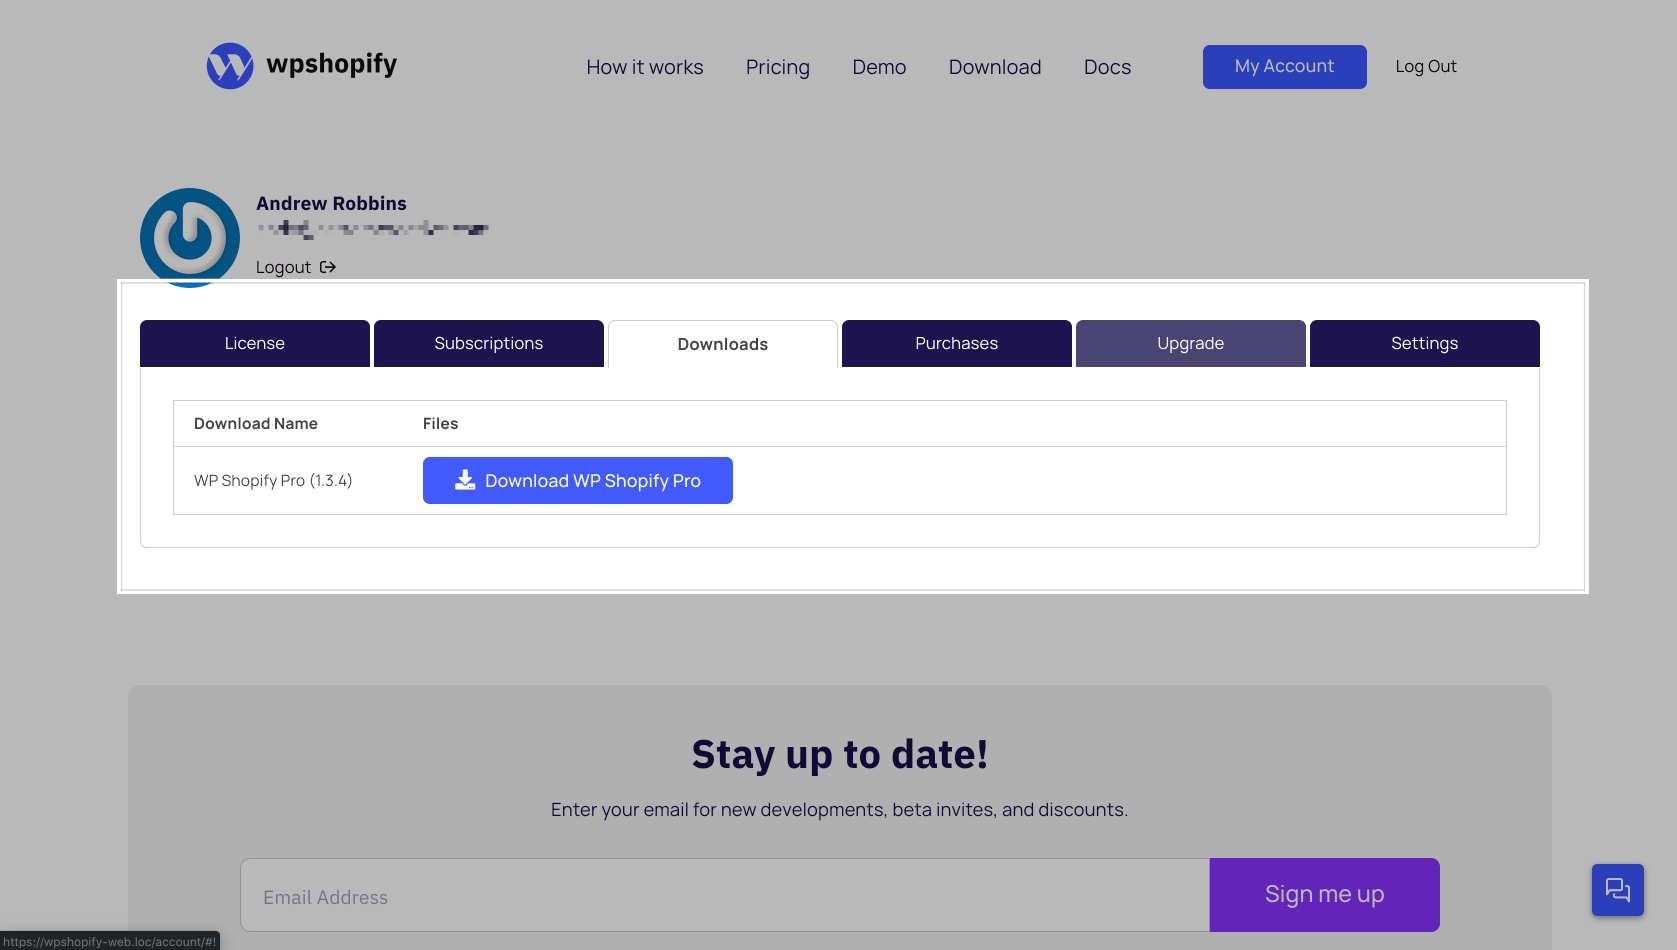 wpshopify
How it works Pricing Demo Download Docs My Account Log Out
Andrew Robbins
Logout
License Subscriptions Downloads Purchases Upgrade Settings
Download Name Files
WP Shopify Pro (1.3.4) Download WP Shopify Pro
Stay up to date!
Enter your email for new developments, beta invites, and discounts.
Email Address Sign me up
https://wpshopify-web.loc/account/#!